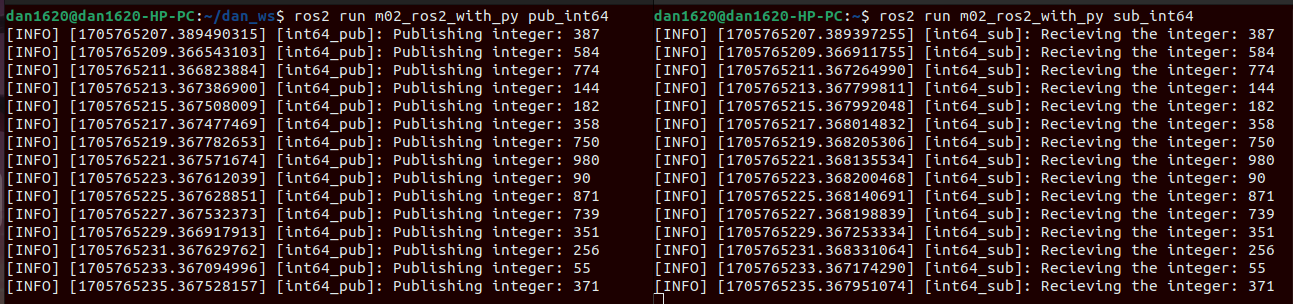 dan1620@dan1620-HP-PC:~/dan_ws$ ros2 run m02_ros2_with_py pub_int64
[INFO] [1705765207.389490315] [int64_pub]: Publishing integer: 387
[INFO] [1705765209.366543103] [int64_pub]: Publishing integer: 584
[INFO] [1705765211.366823884] [int64_pub]: Publishing integer: 774
[INFO] [1705765213.367386900] [int64_pub]: Publishing integer: 144
[INFO] [1705765215.367508009] [int64_pub]: Publishing integer: 182
[INFO] [1705765217.367477469] [int64_pub]: Publishing integer: 358
[INFO] [1705765219.367782653] [int64_pub]: Publishing integer: 750
[INFO] [1705765221.367571674] [int64_pub]: Publishing integer: 980
[INFO] [1705765223.367612039] [int64_pub]: Publishing integer: 90
[INFO] [1705765225.367628851] [int64_pub]: Publishing integer: 871
[INFO] [1705765227.367532373] [int64_pub]: Publishing integer: 739
[INFO] [1705765229.366917913] [int64_pub]: Publishing integer: 351
[INFO] [1705765231.367629762] [int64_pub]: Publishing integer: 256
[INFO] [1705765233.367094996] [int64_pub]: Publishing integer: 55
[INFO] [1705765235.367528157] [int64_pub]: Publishing integer: 371
dan1620@dan1620-HP-PC:~$ ros2 run m02_ros2_with_py sub_int64
[INFO] [1705765207.389397255] [int64_sub]: Recieving the integer: 387
[INFO] [1705765209.366911755] [int64_sub]: Recieving the integer: 584
[INFO] [1705765211.367264990] [int64_sub]: Recieving the integer: 774
[INFO] [1705765213.367799811] [int64_sub]: Recieving the integer: 144
[INFO] [1705765215.367992048] [int64_sub]: Recieving the integer: 182
[INFO] [1705765217.368014832] [int64_sub]: Recieving the integer: 358
[INFO] [1705765219.368205306] [int64_sub]: Recieving the integer: 750
[INFO] [1705765221.368135534] [int64_sub]: Recieving the integer: 980
[INFO] [1705765223.368200468] [int64_sub]: Recieving the integer: 90
[INFO] [1705765225.368140691] [int64_sub]: Recieving the integer: 871
[INFO] [1705765227.368198839] [int64_sub]: Recieving the integer: 739
[INFO] [1705765229.367253334] [int64_sub]: Recieving the integer: 351
[INFO] [1705765231.368331064] [int64_sub]: Recieving the integer: 256
[INFO] [1705765233.367174290] [int64_sub]: Recieving the integer: 55
[INFO] [1705765235.367951074] [int64_sub]: Recieving the integer: 371